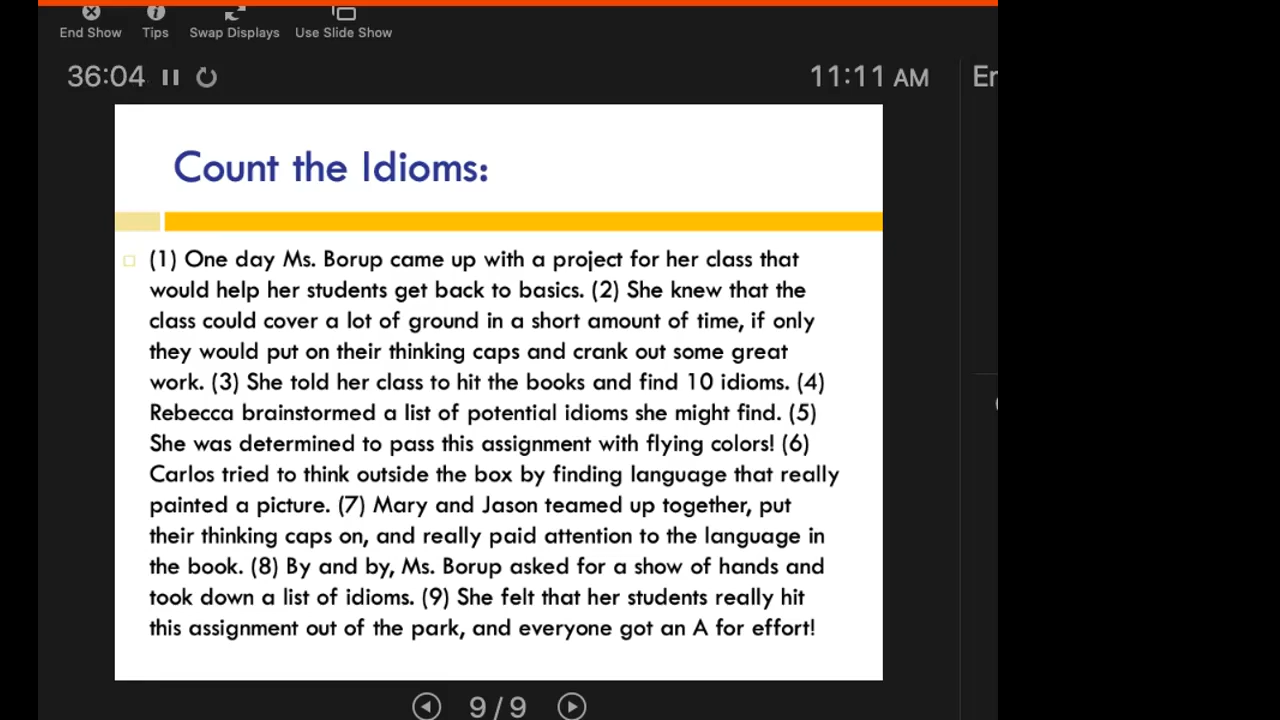 End Show Tips Swap Displays Use Slide Show
36:04 11:11 AM
Count the Idioms:
(1) One day Ms. Borup came up with a project for her class that
would help her students get back to basics. (2) She knew that the
class could cover a lot of ground in a short amount of time, if only
they would put on their thinking caps and crank out some great
work. (3) She told her class to hit the books and find 10 idioms. (4)
Rebecca brainstormed a list of potential idioms she might find. (5)
She was determined to pass this assignment with flying colors! (6)
Carlos tried to think outside the box by finding language that really
painted a picture. (7) Mary and Jason teamed up together, put
their thinking caps on, and really paid attention to the language in
the book. (8) By and by, Ms. Borup asked for a show of hands and
took down a list of idioms. (9) She felt that her students really hit
this assignment out of the park, and everyone got an A for effort!
9 / 9